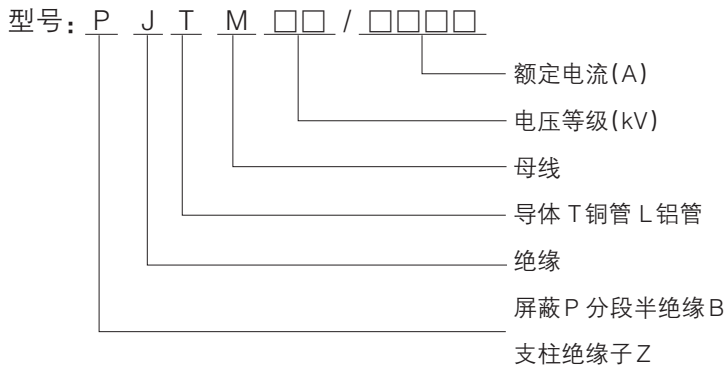 型号: P J T M □□ / □□□□
额定电流(A)
电压等级(kV)
母线
导体 T铜管 L铝管
绝缘
屏蔽P 分段半绝缘B
支柱绝缘子Z